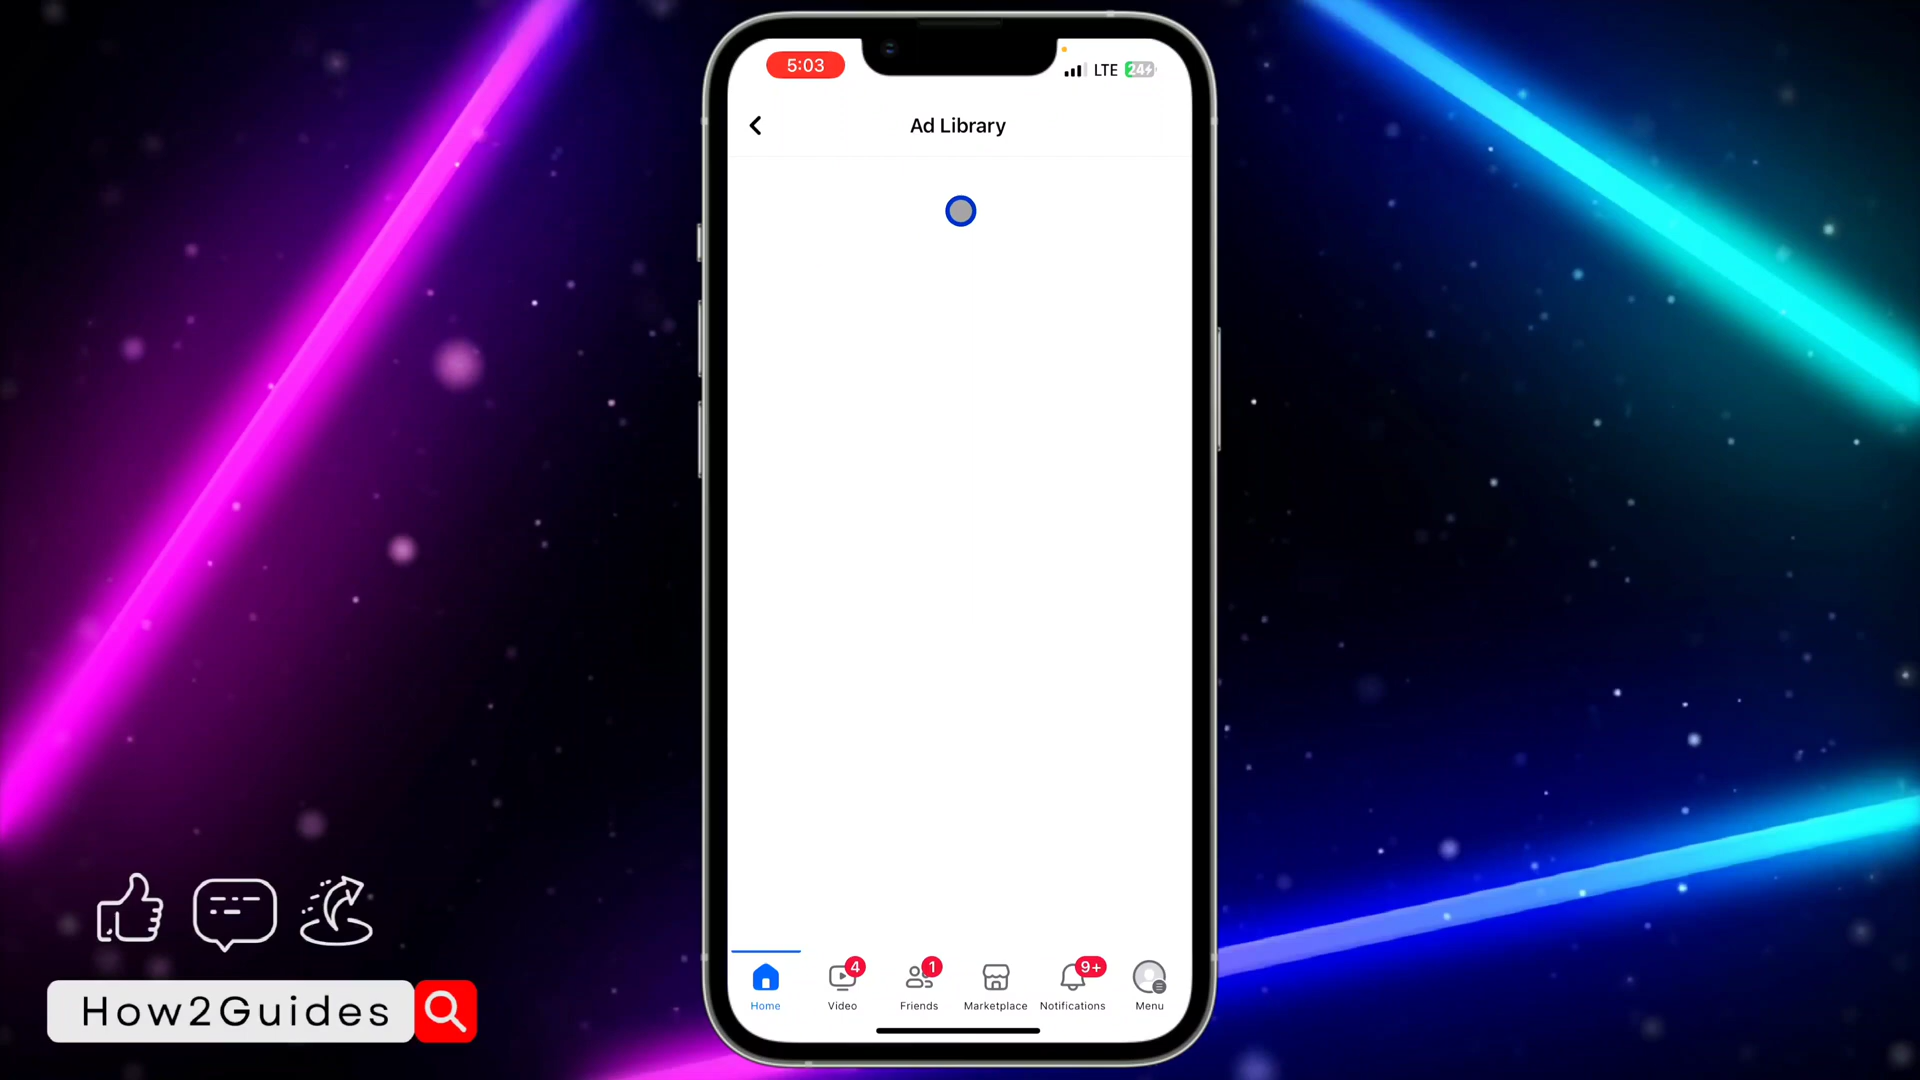 5:03
LTE 24
Ad Library
4
1
9+
Home
Video
Friends
Marketplace
Notifications
Menu
How2Guides